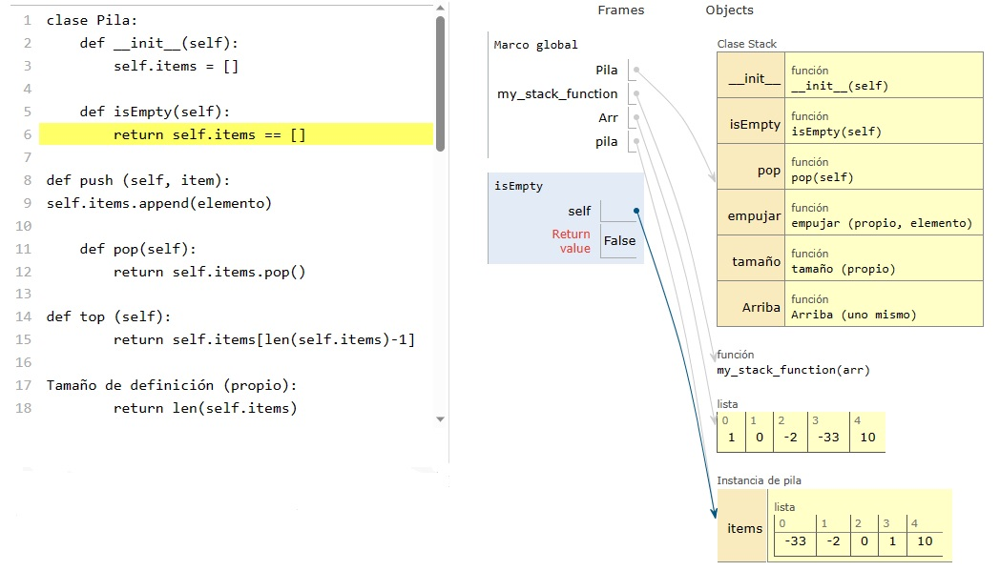 Frames Objects
1 clase Pila:
2 def __init__(self):
3 self.items = []
4
5 def isEmpty(self):
6 return self.items == []
7
8 def push (self, item):
9 self.items.append(elemento)
10
11 def pop(self):
12 return self.items.pop()
13
14 def top (self):
15 return self.items[len(self.items)-1]
16
17 Tamaño de definición (propio):
18 return len(self.items)
Marco global
Pila
my_stack_function
Arr
pila
isEmpty
self
Return
value
False
Clase Stack
__init__
función
__init__(self)
isEmpty
función
isEmpty(self)
pop
función
pop(self)
empujar
función
empujar (propio, elemento)
tamaño
función
tamaño (propio)
Arriba
función
Arriba (uno mismo)
función
my_stack_function(arr)
lista
0 1 2 3 4
1 0 -2 -33 10
Instancia de pila
items
lista
0 1 2 3 4
-33 -2 0 1 10